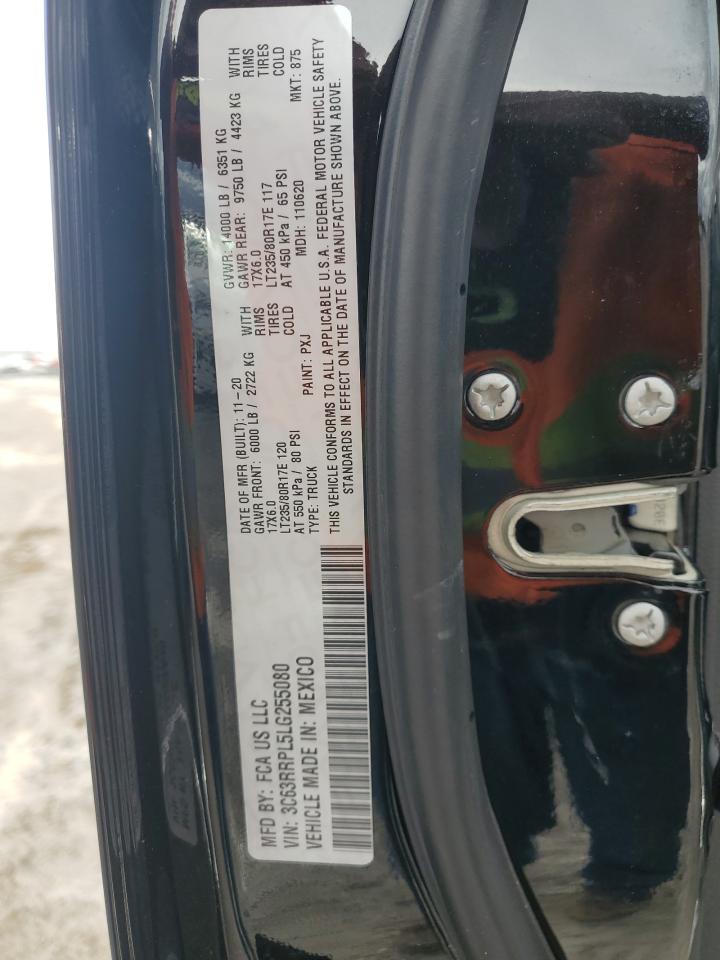 MFD BY: FCA US LLC
VIN: 3C63RRPL5LG255080
VEHICLE MADE IN: MEXICO
DATE OF MFR (BUILT): 11-20
GVWR: 14000 LB / 6351 KG
GAWR FRONT: 6000 LB / 2722 KG WITH
GAWR REAR: 9750 LB / 4423 KG WITH
17X6.0 RIMS
17X6.0 RIMS
LT235/80R17E 120 TIRES
LT235/80R17E 117 TIRES
AT 550 kPa / 80 PSI COLD
AT 450 kPa / 65 PSI COLD
TYPE: TRUCK PAINT: PXJ MDH: 110620 MKT: 875
THIS VEHICLE CONFORMS TO ALL APPLICABLE U.S.A. FEDERAL MOTOR VEHICLE SAFETY
STANDARDS IN EFFECT ON THE DATE OF MANUFACTURE SHOWN ABOVE.